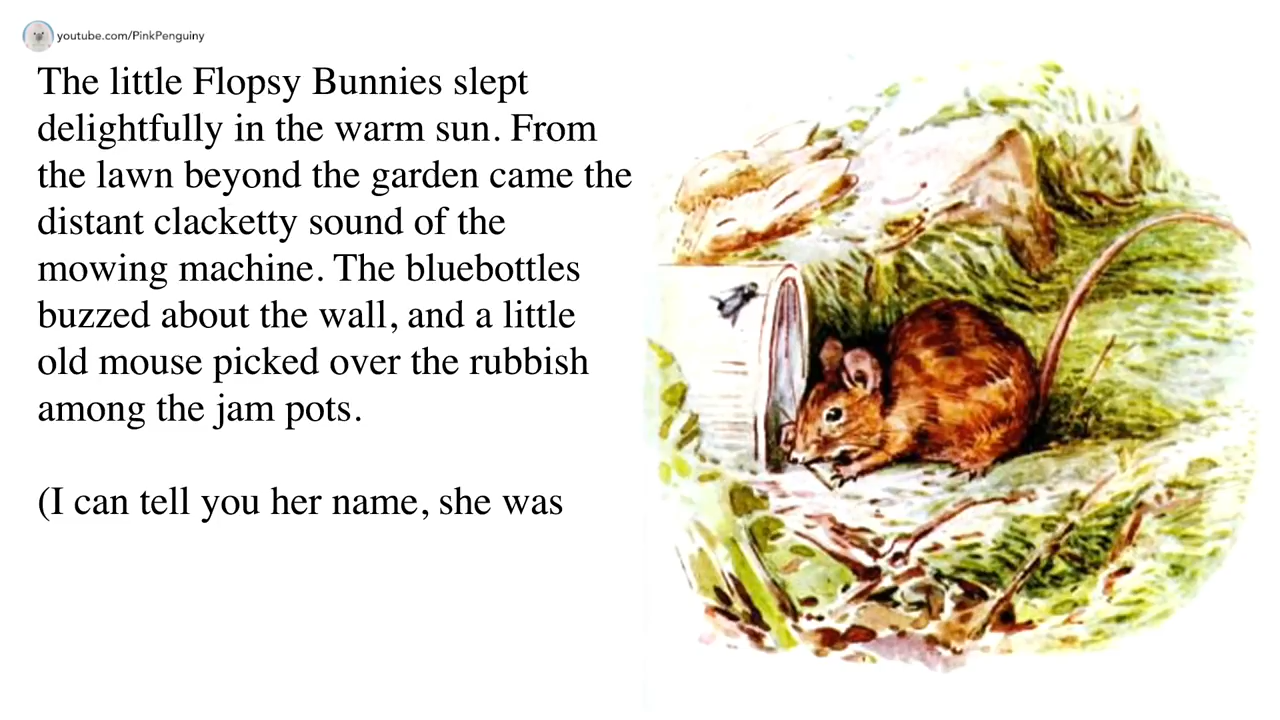 youtube.com/PinkPenguiny
The little Flopsy Bunnies slept
delightfully in the warm sun. From
the lawn beyond the garden came the
distant clacketty sound of the
mowing machine. The bluebottles
buzzed about the wall, and a little
old mouse picked over the rubbish
among the jam pots.
(I can tell you her name, she was